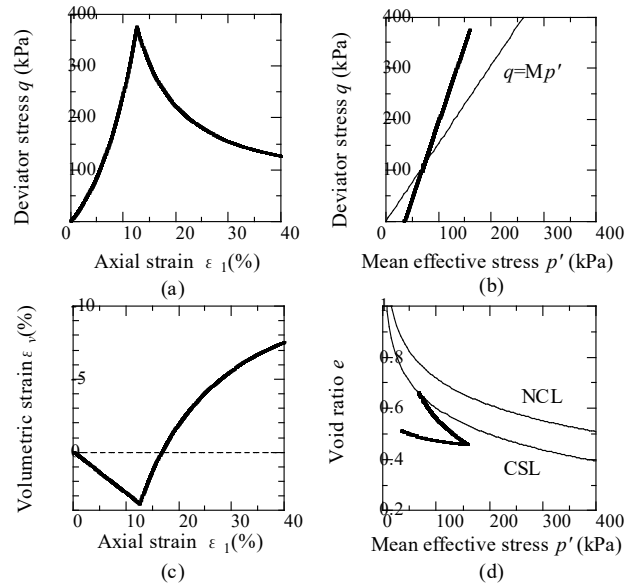 400
300
200
100
0
10
20
30
40
Deviator stress q (kPa)
Axial strain ε 1(%)
(a)
400
300
200
100
0
100
200
300
400
q=Mp′
Deviator stress q (kPa)
Mean effective stress p′ (kPa)
(b)
10
5
0
0
10
20
30
40
Volumetric strain ε v(%)
Axial strain ε 1(%)
(c)
1
0.8
0.6
0.4
0.2
0
100
200
300
400
NCL
CSL
Void ratio e
Mean effective stress p′ (kPa)
(d)